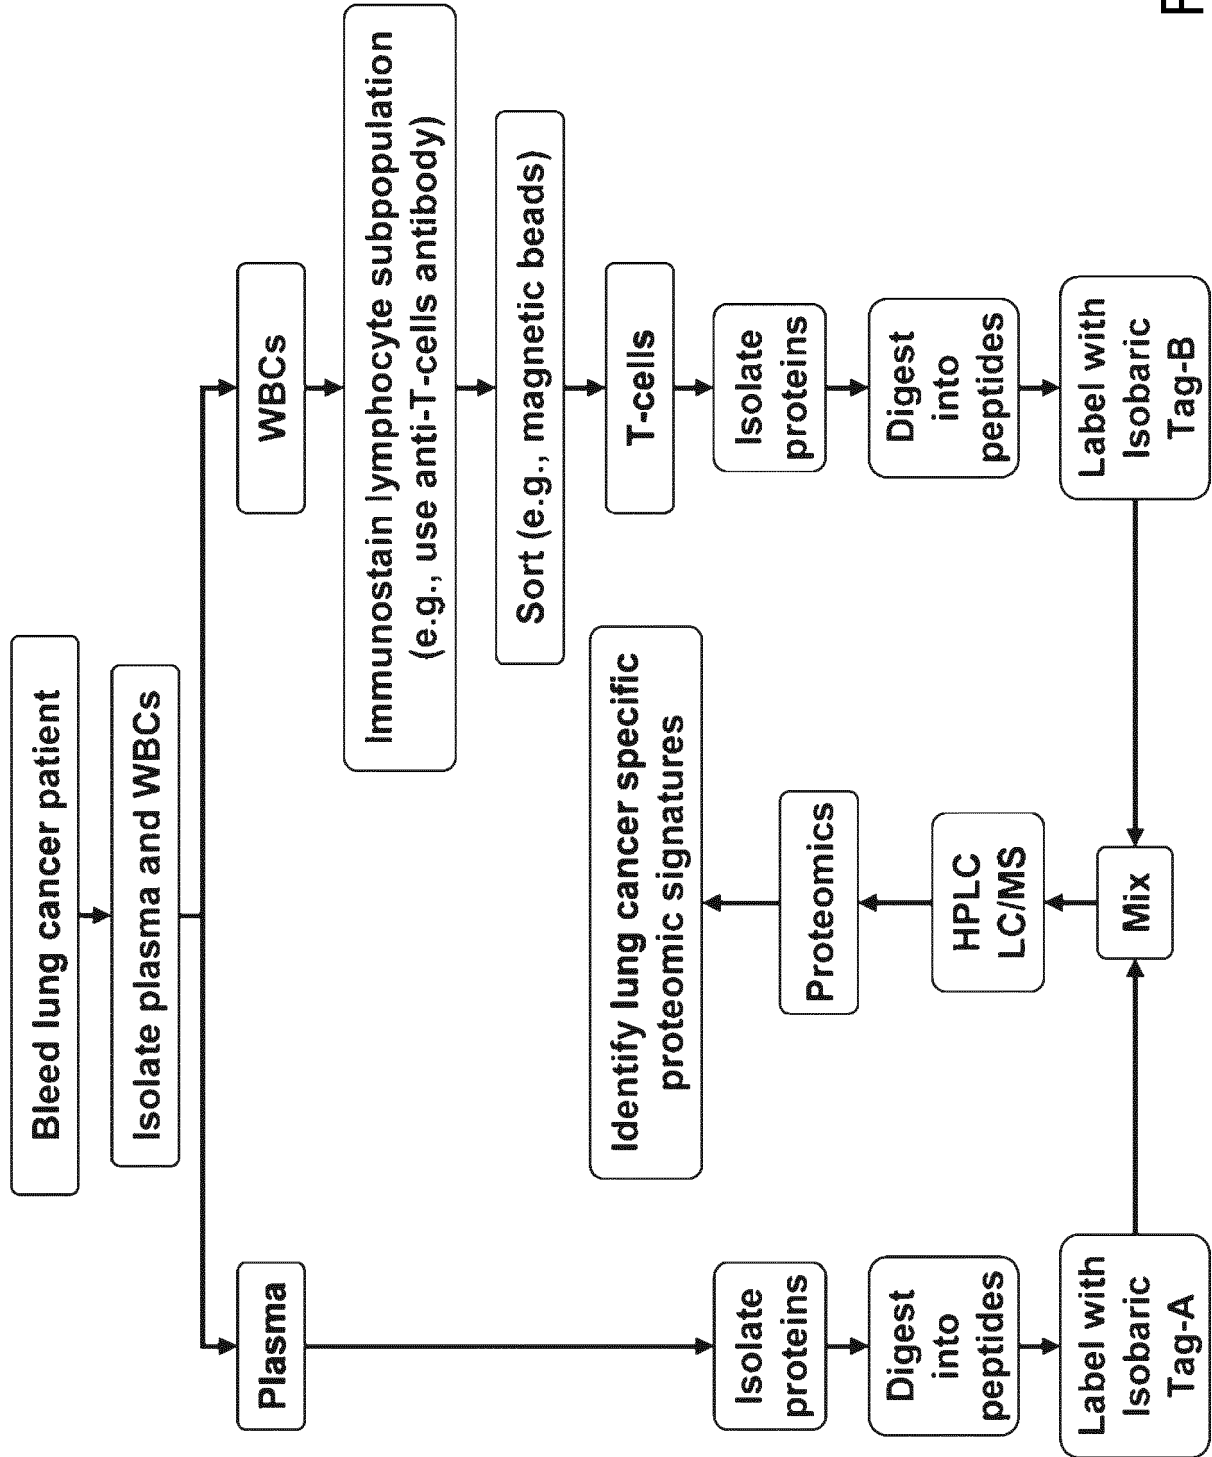 Bleed lung cancer patient
Isolate plasma and WBCs
Plasma
WBCs
Immunostain lymphocyte subpopulation
(e.g., use anti-T-cells antibody)
Sort (e.g., magnetic beads)
T-cells
Isolate
proteins
Digest
into
peptides
Label with
Isobaric
Tag-A
Isolate
proteins
Digest
into
peptides
Label with
Isobaric
Tag-B
Mix
HPLC
LC/MS
Proteomics
Identify lung cancer specific
proteomic signatures